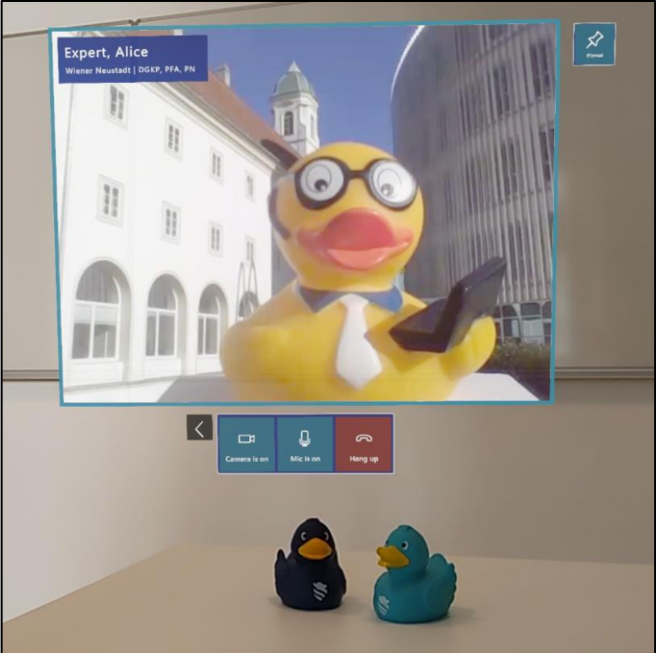 Expert, Alice
Wiener Neustadt | DGKP, PFA, PN
Pinned
Camera is on
Mic is on
Hang up